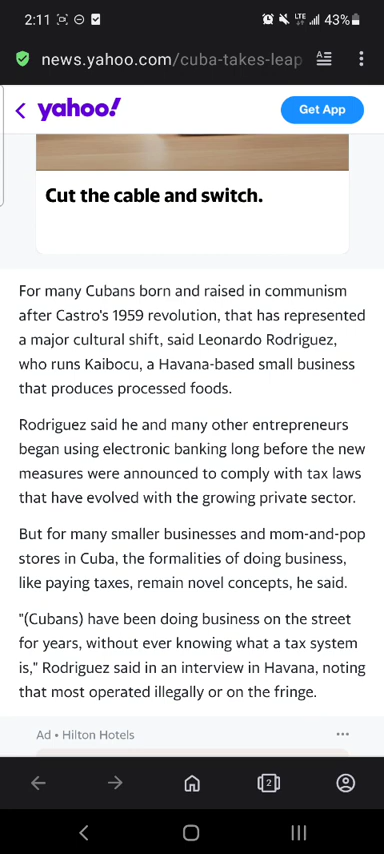 2:11
LTE 43%
news.yahoo.com/cuba-takes-leap
yahoo!
Get App
Cut the cable and switch.
For many Cubans born and raised in communism
after Castro's 1959 revolution, that has represented
a major cultural shift, said Leonardo Rodriguez,
who runs Kaibocu, a Havana-based small business
that produces processed foods.
Rodriguez said he and many other entrepreneurs
began using electronic banking long before the new
measures were announced to comply with tax laws
that have evolved with the growing private sector.
But for many smaller businesses and mom-and-pop
stores in Cuba, the formalities of doing business,
like paying taxes, remain novel concepts, he said.
"(Cubans) have been doing business on the street
for years, without ever knowing what a tax system
is," Rodriguez said in an interview in Havana, noting
that most operated illegally or on the fringe.
Ad • Hilton Hotels
2